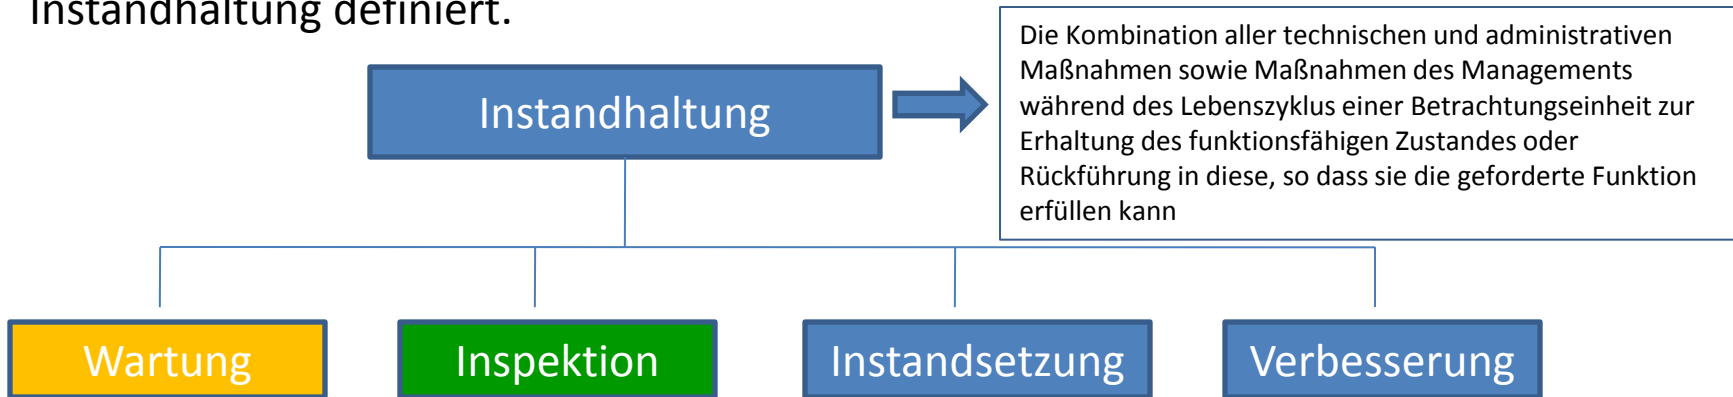 Instandhaltung definiert.
Instandhaltung
Die Kombination aller technischen und administrativen
Maßnahmen sowie Maßnahmen des Managements
während des Lebenszyklus einer Betrachtungseinheit zur
Erhaltung des funktionsfähigen Zustandes oder
Rückführung in diese, so dass sie die geforderte Funktion
erfüllen kann
Wartung
Inspektion
Instandsetzung
Verbesserung